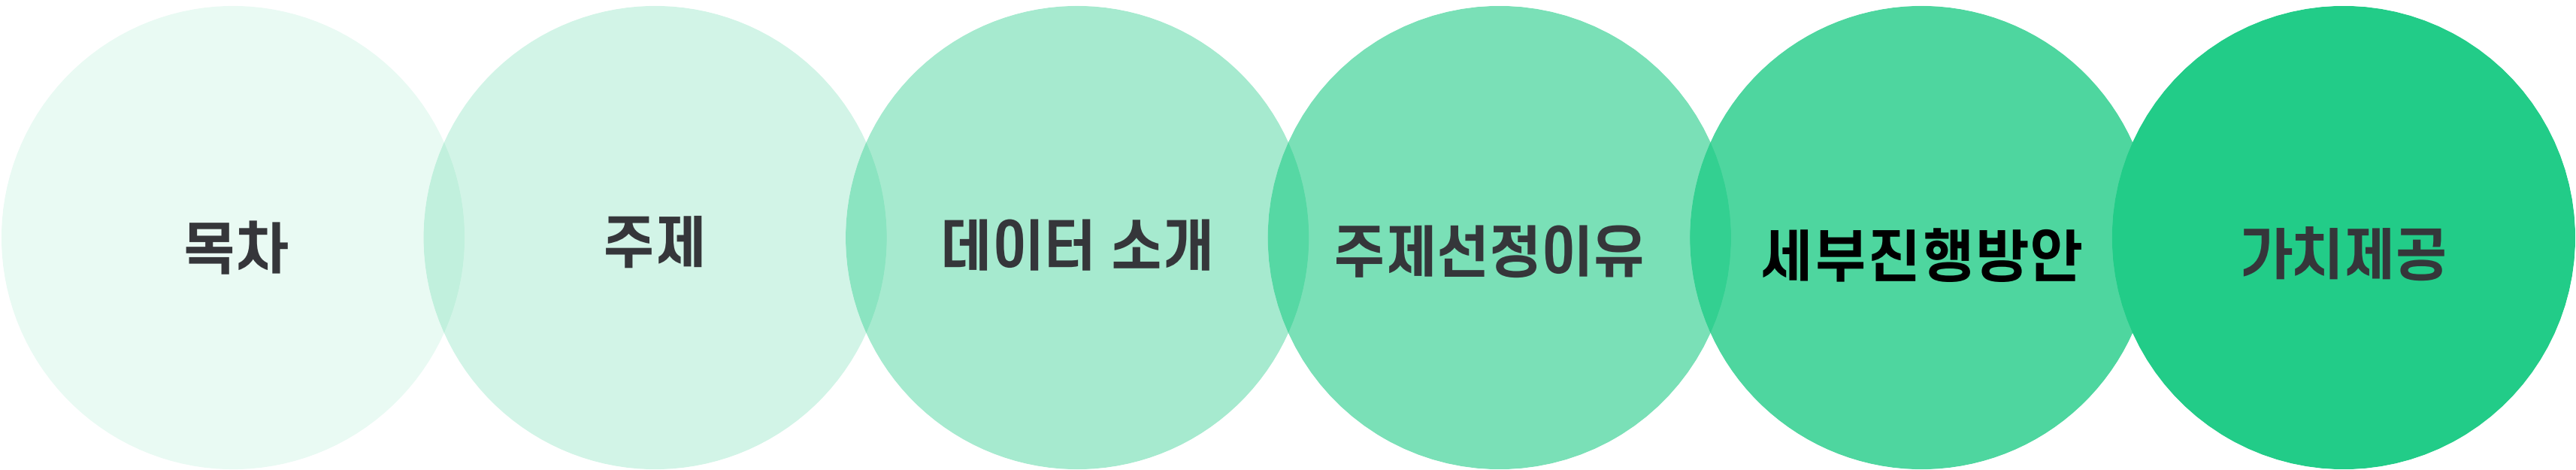 목차
주제
데이터 소개
주제선정이유
세부진행방안
가치제공